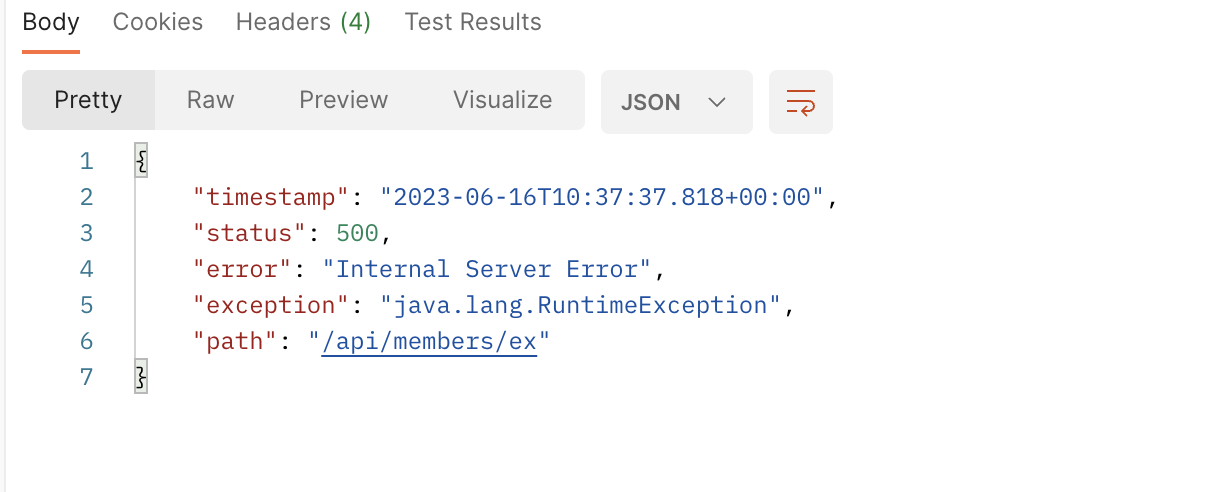 Body Cookies Headers (4) Test Results
Pretty Raw Preview Visualize JSON
1 {
2 "timestamp": "2023-06-16T10:37:37.818+00:00",
3 "status": 500,
4 "error": "Internal Server Error",
5 "exception": "java.lang.RuntimeException",
6 "path": "/api/members/ex"
7 }